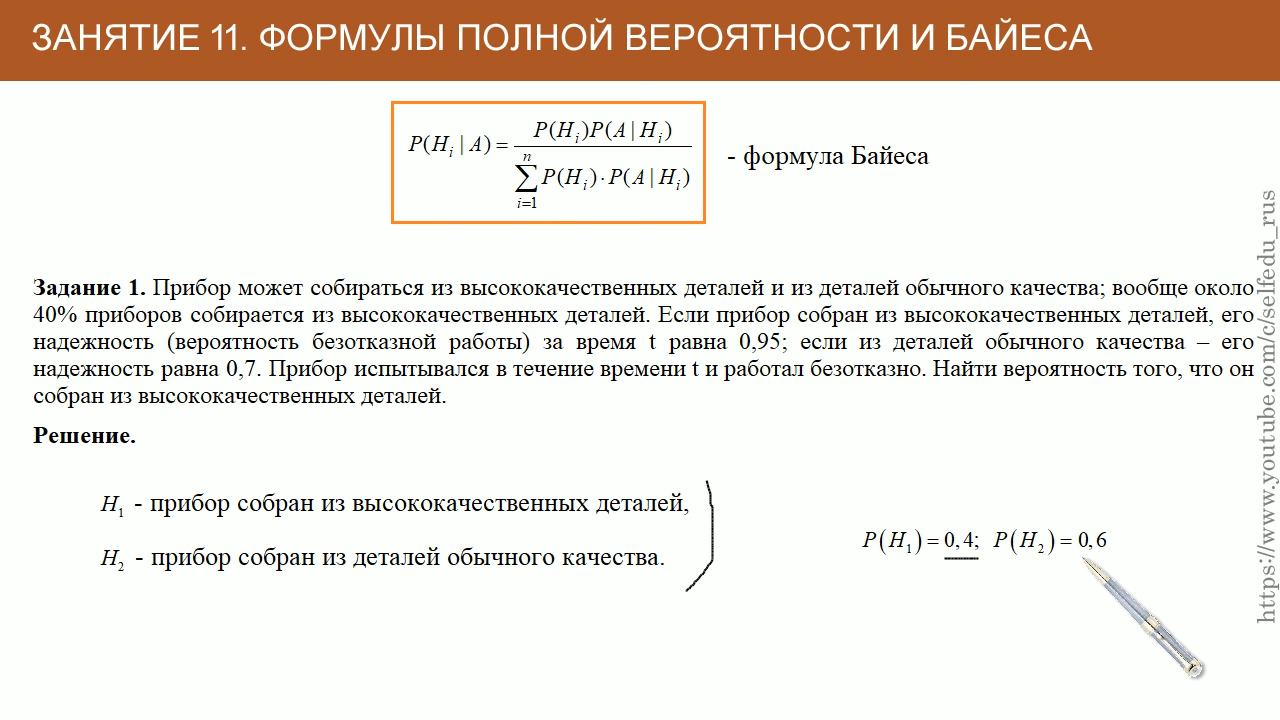 ЗАНЯТИЕ 11. ФОРМУЛЫ ПОЛНОЙ ВЕРОЯТНОСТИ И БАЙЕСА
P(H_i | A) = P(H_i)P(A | H_i) / ∑_{i=1}^{n} P(H_i) · P(A | H_i) - формула Байеса
Задание 1. Прибор может собираться из высококачественных деталей и из деталей обычного качества; вообще около
40% приборов собирается из высококачественных деталей. Если прибор собран из высококачественных деталей, его
надежность (вероятность безотказной работы) за время t равна 0,95; если из деталей обычного качества – его
надежность равна 0,7. Прибор испытывался в течение времени t и работал безотказно. Найти вероятность того, что он
собран из высококачественных деталей.
Решение.
H₁ - прибор собран из высококачественных деталей,
H₂ - прибор собран из деталей обычного качества.
P(H₁) = 0,4; P(H₂) = 0,6
https://www.youtube.com/c/selfedu_rus